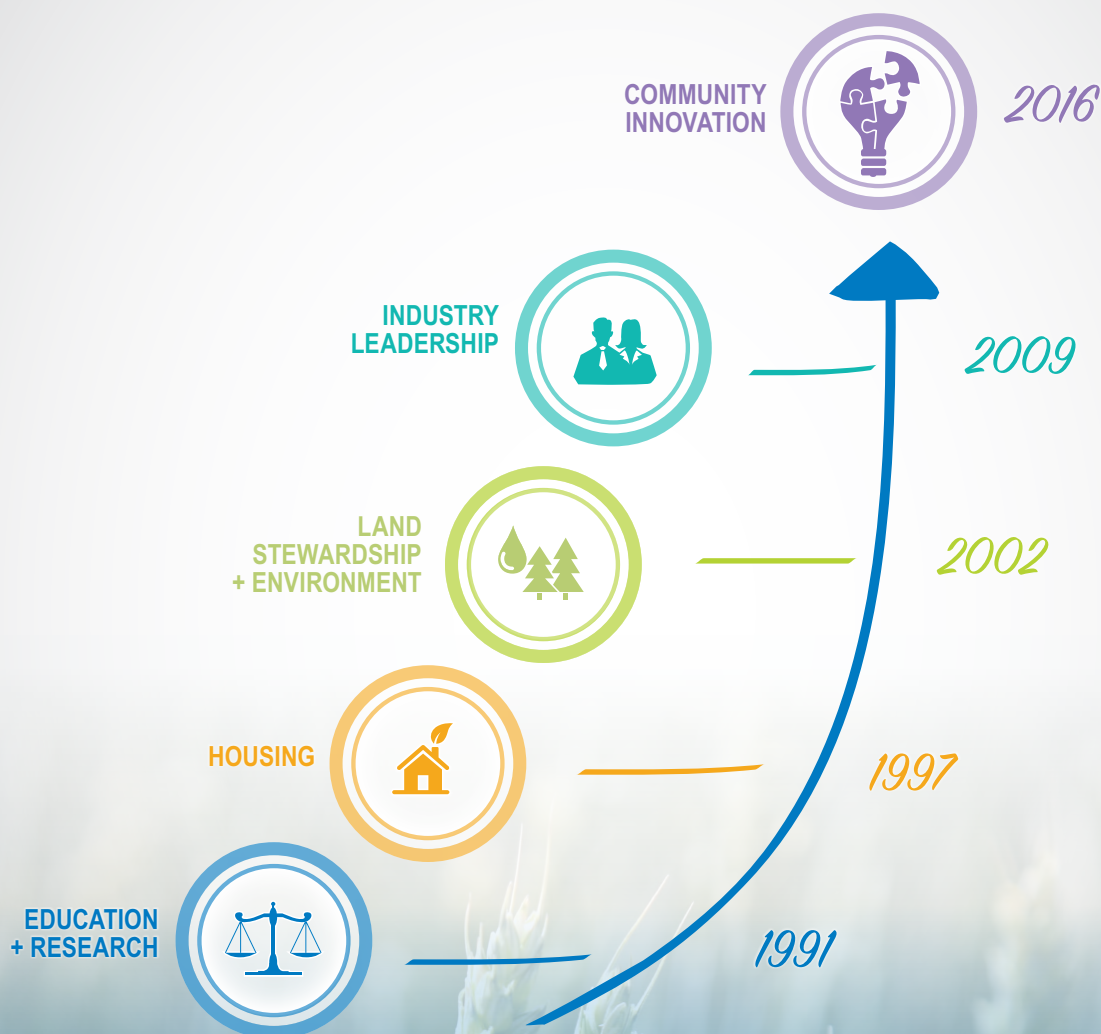 COMMUNITY
INNOVATION
2016
INDUSTRY
LEADERSHIP
2009
LAND
STEWARDSHIP
+ ENVIRONMENT
2002
HOUSING
1997
EDUCATION
+ RESEARCH
1991